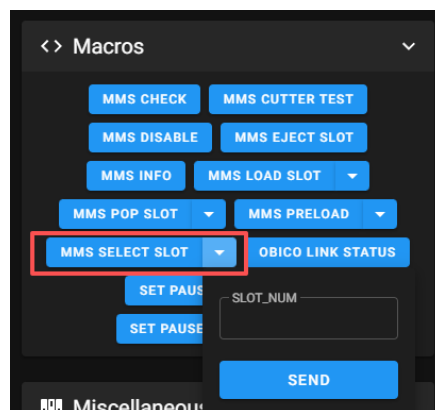 <> Macros
MMS CHECK MMS CUTTER TEST
MMS DISABLE MMS EJECT SLOT
MMS INFO MMS LOAD SLOT
MMS POP SLOT MMS PRELOAD
MMS SELECT SLOT OBICO LINK STATUS
SET PAUS
SLOT_NUM
SET PAUSE
SEND
Miscellaneous